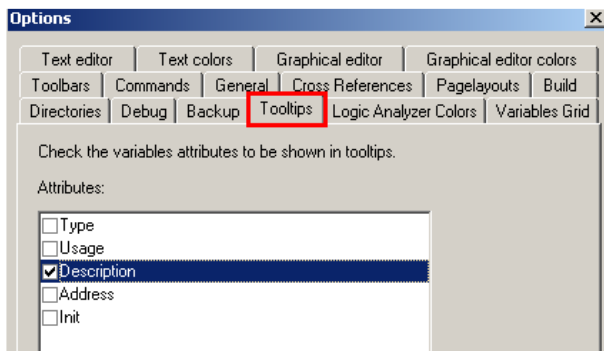 Options
Text editor Text colors Graphical editor Graphical editor colors
Toolbars Commands General Cross References Pagelayouts Build
Directories Debug Backup Tooltips Logic Analyzer Colors Variables Grid
Check the variables attributes to be shown in tooltips.
Attributes:
Type
Usage
Description
Address
Init